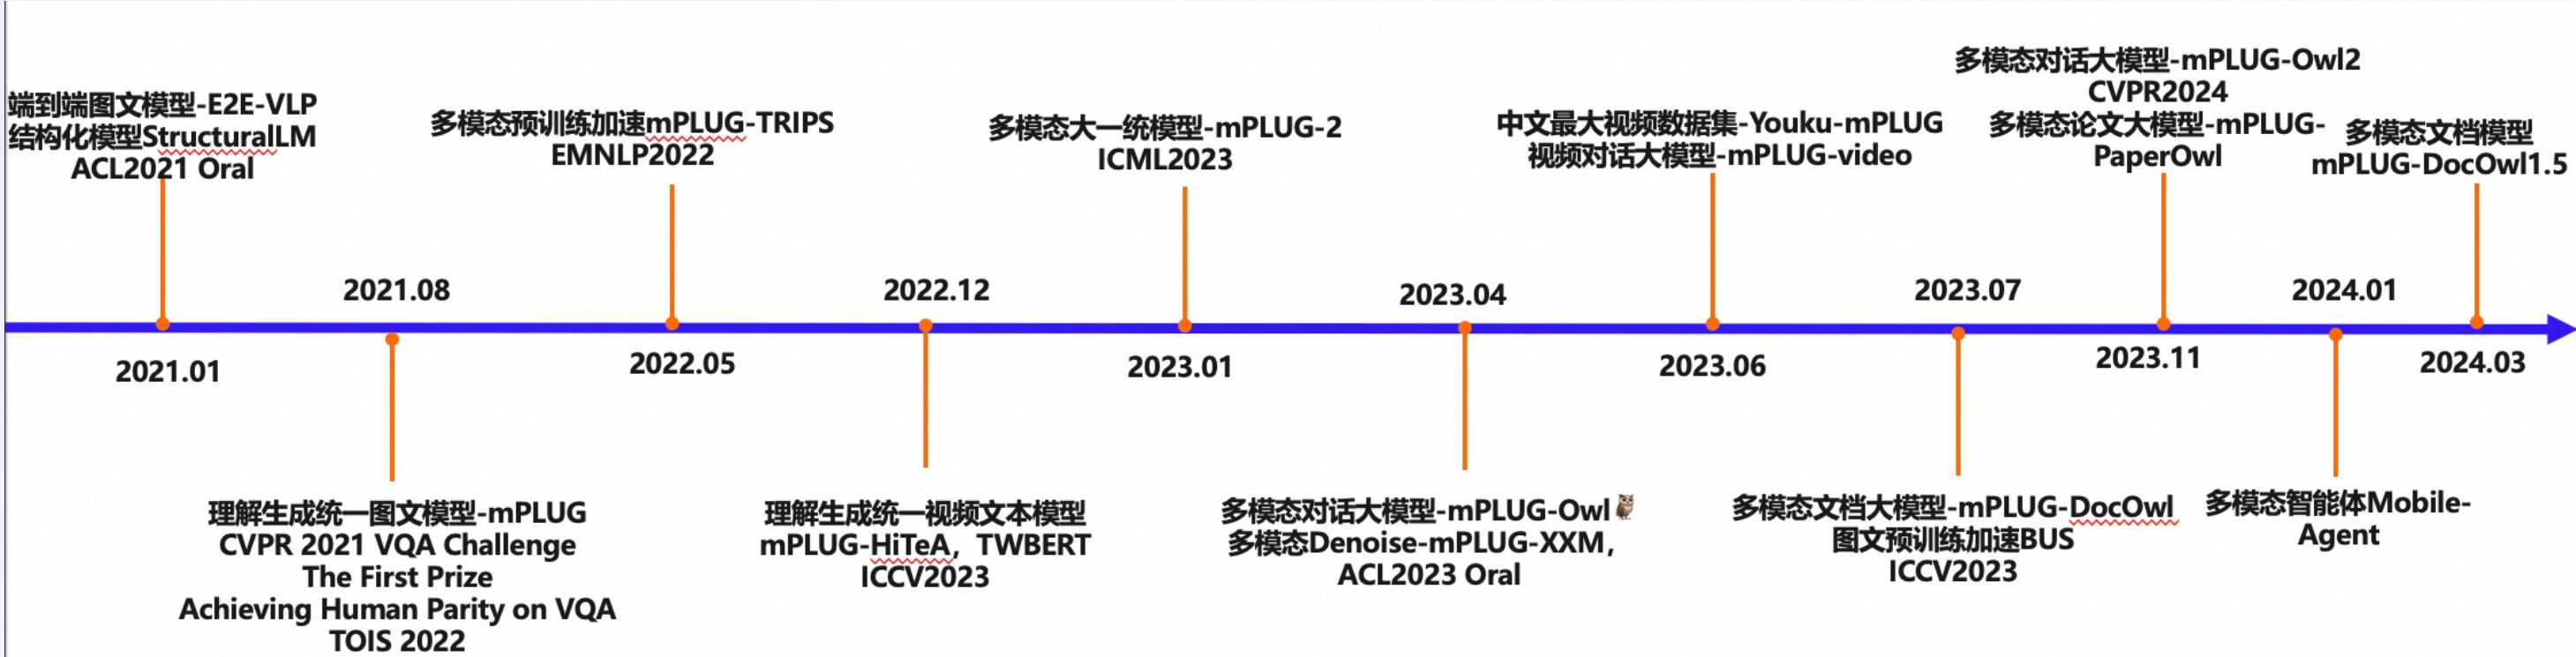 端到端图文模型-E2E-VLP
结构化模型StructuralLM
ACL2021 Oral
2021.01
2021.08
理解生成统一图文模型-mPLUG
CVPR 2021 VQA Challenge
The First Prize
Achieving Human Parity on VQA
TOIS 2022
多模态预训练加速mPLUG-TRIPS
EMNLP2022
2022.05
2022.12
理解生成统一视频文本模型
mPLUG-HiTeA，TWBERT
ICCV2023
多模态大一统模型-mPLUG-2
ICML2023
2023.01
2023.04
多模态对话大模型-mPLUG-Owl🦉
多模态Denoise-mPLUG-XXM，
ACL2023 Oral
中文最大视频数据集-Youku-mPLUG
视频对话大模型-mPLUG-video
2023.06
2023.07
多模态文档大模型-mPLUG-DocOwl
图文预训练加速BUS
ICCV2023
多模态对话大模型-mPLUG-Owl2
CVPR2024
多模态论文大模型-mPLUG-
PaperOwl
2023.11
2024.01
多模态智能体Mobile-
Agent
多模态文档模型
mPLUG-DocOwl1.5
2024.03